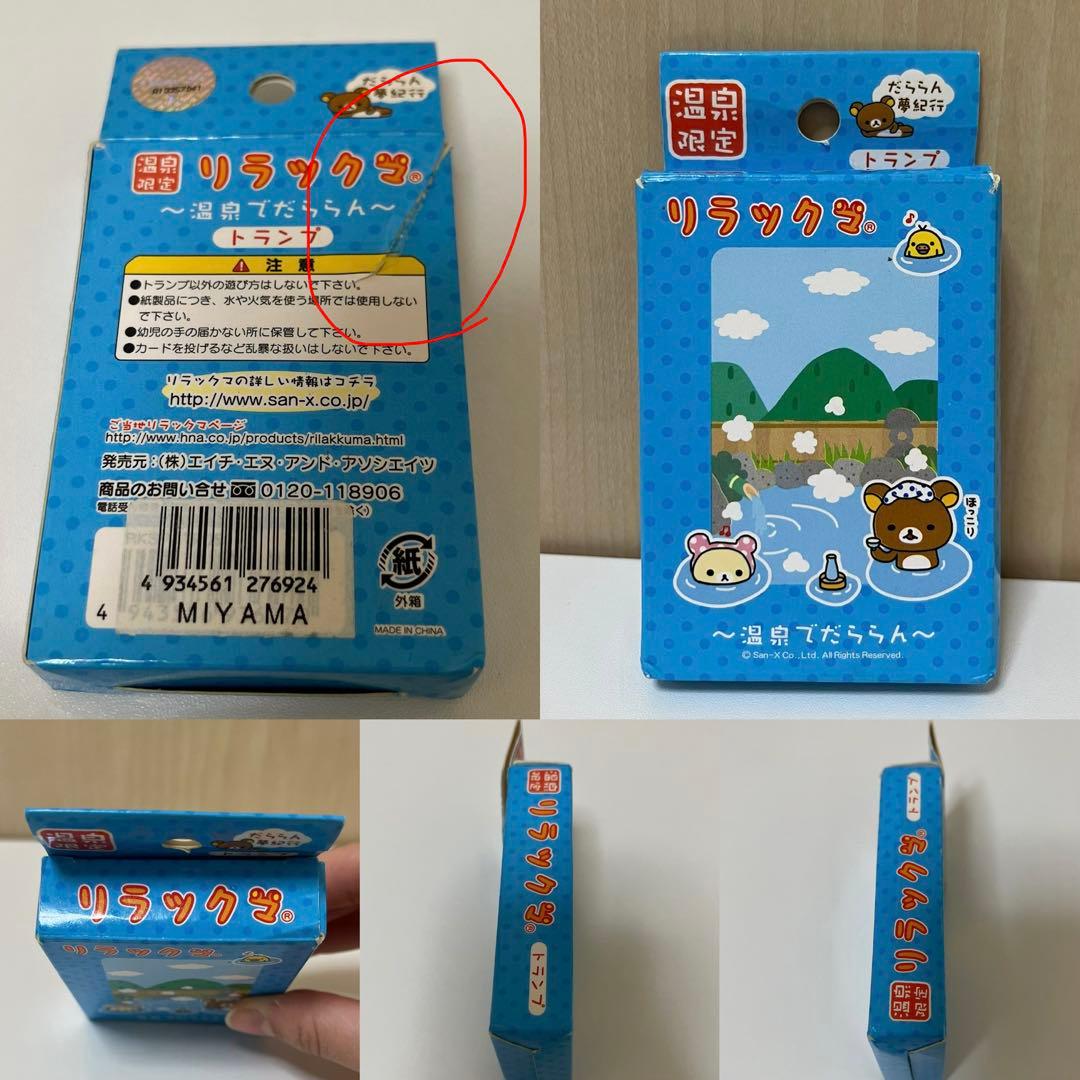 R10357641
だららん
夢紀行
温泉
限定
リラックマ®
~温泉でだららん~
トランプ
注意
●トランプ以外の遊び方はしないで下さい。
●紙製品につき、水や火気を使う場所では使用しない
で下さい。
●幼児の手の届かない所に保管して下さい。
●カードを投げるなど乱暴な扱いはしないで下さい。
リラックマの詳しい情報はコチラ
http://www.san-x.co.jp/
ご当地リラックマページ
http://www.hna.co.jp/products/rilakkuma.html
発売元:(株)エイチ・エヌ・アンド・アソシエイツ
商品のお問い合せ 0120-118906
電話受
4 934561 276924
MIYAMA
4
紙
外箱
MADE IN CHINA
温泉
限定
だららん
夢紀行
トランプ
リラックマ®
ほっこり
~温泉でだららん~
© San-X Co., Ltd. All Rights Reserved.
温泉
限定
だららん
夢紀行
リラックマ®
リラックマ®
温泉
限定
リラックマ®
トランプ
トランプ
リラックマ®
温泉
限定